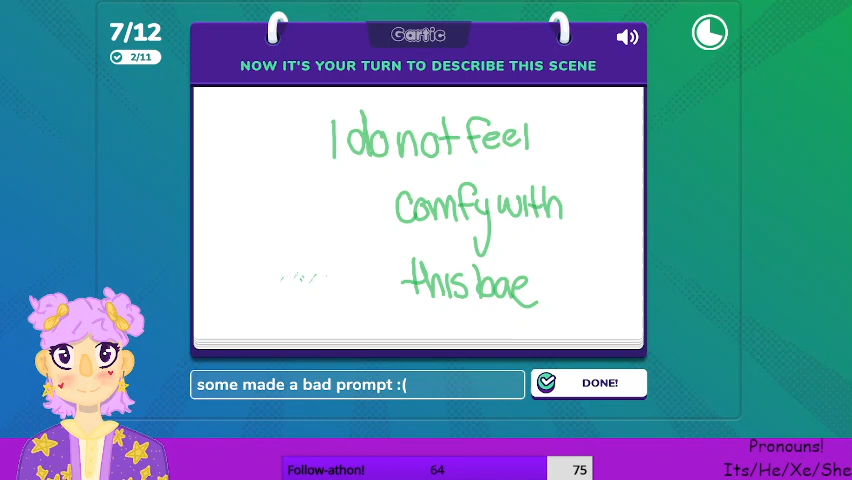 7/12
2/11
Gartic
NOW IT'S YOUR TURN TO DESCRIBE THIS SCENE
I do not feel
comfy with
this bae
some made a bad prompt :(
DONE!
Pronouns!
Its/He/Xe/She
Follow-athon!
64
75